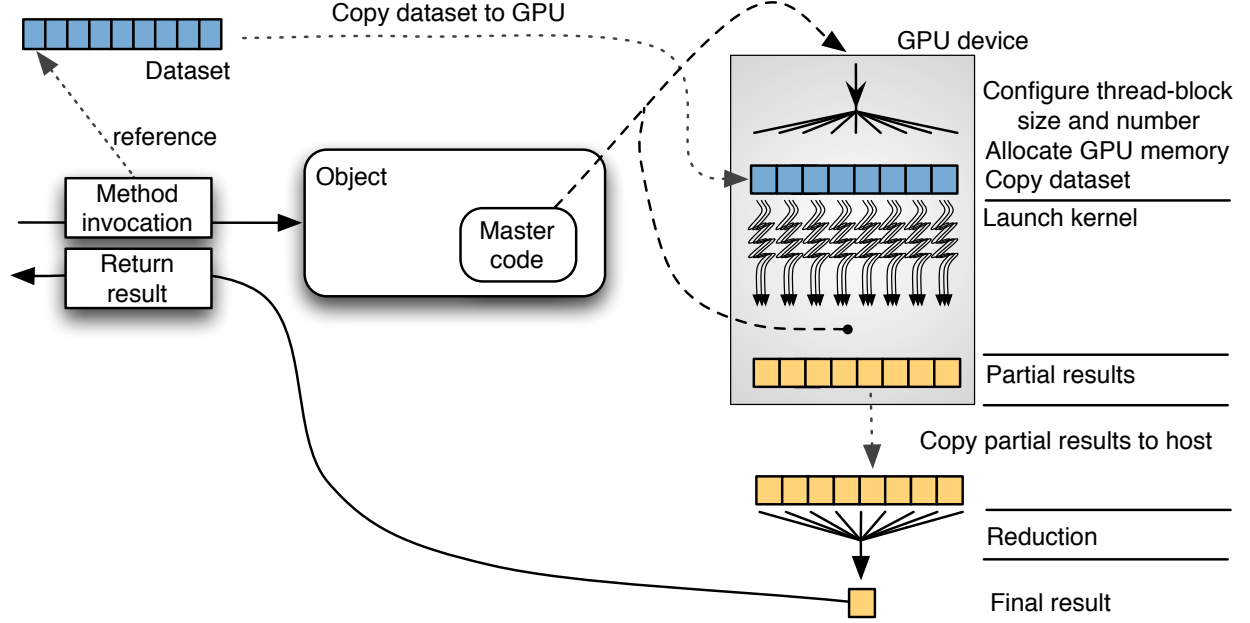 Copy dataset to GPU
Dataset
GPU device
reference
Configure thread-block
size and number
Allocate GPU memory
Copy dataset
Method
invocation
Object
Launch kernel
Master
code
Return
result
Partial results
Copy partial results to host
Reduction
Final result